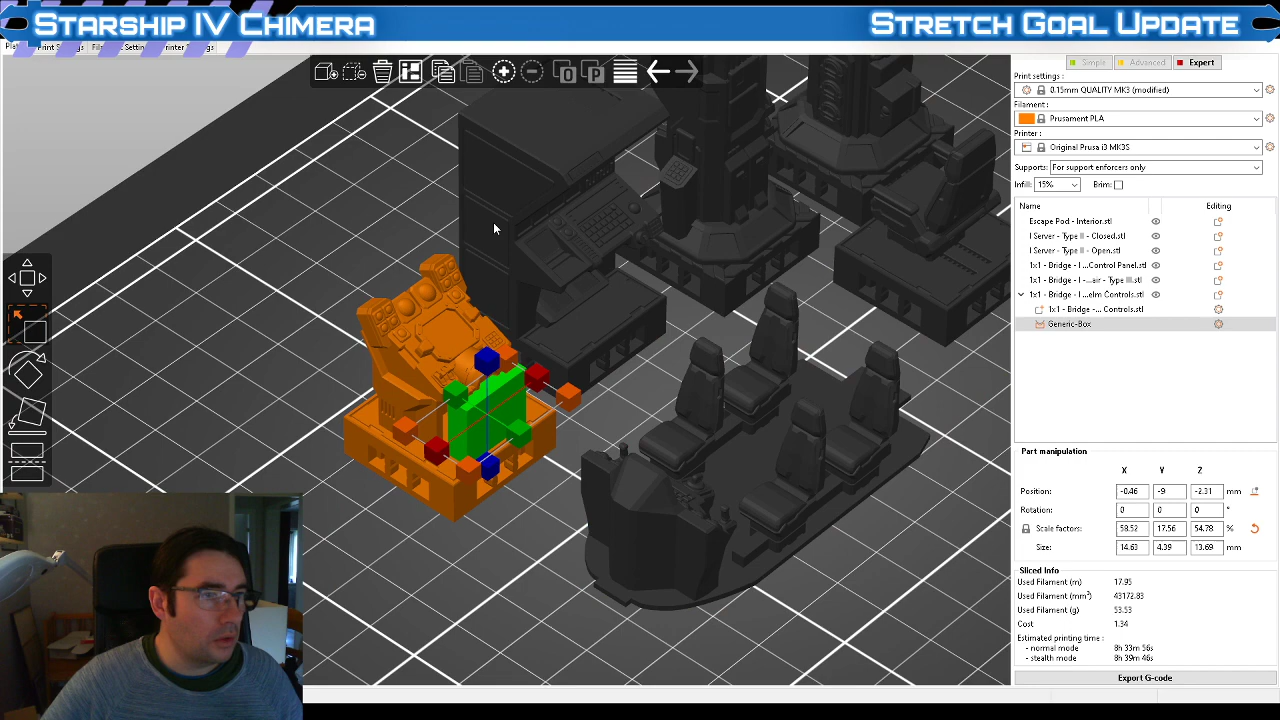 Starship IV Chimera
Stretch Goal Update
Simple Advanced Expert
Print settings :
0.15mm QUALITY MK3 (modified)
Filament :
Prusament PLA
Printer :
Original Prusa i3 MK3S
Supports: For support enforcers only
Infill: 15% Brim:
Name Editing
Escape Pod - Interior.stl
I Server - Type II - Closed.stl
I Server - Type II - Open.stl
1x1 - Bridge - I ...Control Panel.stl
1x1 - Bridge - I ...air - Type III.stl
1x1 - Bridge - I ...elm Controls.stl
1x1 - Bridge -... Controls.stl
Generic-Box
Part manipulation
X Y Z
Position: -0.46 -9 -2.31 mm
Rotation: 0 0 0 °
Scale factors: 58.52 17.56 54.78 %
Size: 14.63 4.39 13.69 mm
Sliced Info
Used Filament (m) 17.95
Used Filament (mm³) 43172.83
Used Filament (g) 53.53
Cost 1.34
Estimated printing time :
- normal mode 8h 33m 56s
- stealth mode 8h 39m 46s
Export G-code